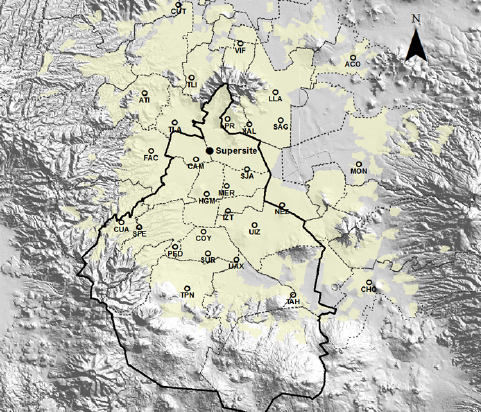 CUT
N
VIF
ACO
TLI
ATI
LLA
TLA
TPR
XAL
SAG
Supersite
FAC
CAM
SJA
MON
MER
HGM
IZT
NEZ
CUA
SFE
COY
UIZ
PED
SUR
UAX
TPN
TAH
CHO